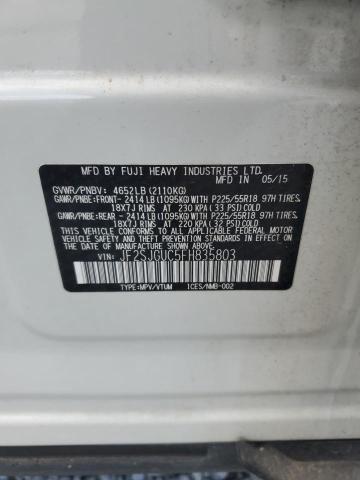 MFD BY FUJI HEAVY INDUSTRIES LTD.
IN DATE 05/15
GVWR/PNBV: 4652LB(2110KG)
GAWR/PNBE:FRONT- 2414LB(1095KG)WITH P225/55R18 97H TIRES,
18X7J RIMS AT 230 KPA(33 PSI)COLD
GAWR/PNBE:REAR - 2414LB(1095KG)WITH P225/55R18 97H TIRES,
18X7J RIMS AT 220 KPA(32 PSI)COLD
THIS VEHICLE CONFORMS TO ALL APPLICABLE
U.S. FEDERAL MOTOR VEHICLE SAFETY AND THEFT
PREVENTION STANDARDS IN EFFECT ON THE DATE OF
MANUFACTURE SHOWN ABOVE.
VIN: JF2SJGUC5FH835803
TYPE:MPV/VTUM ICES/NMB-002